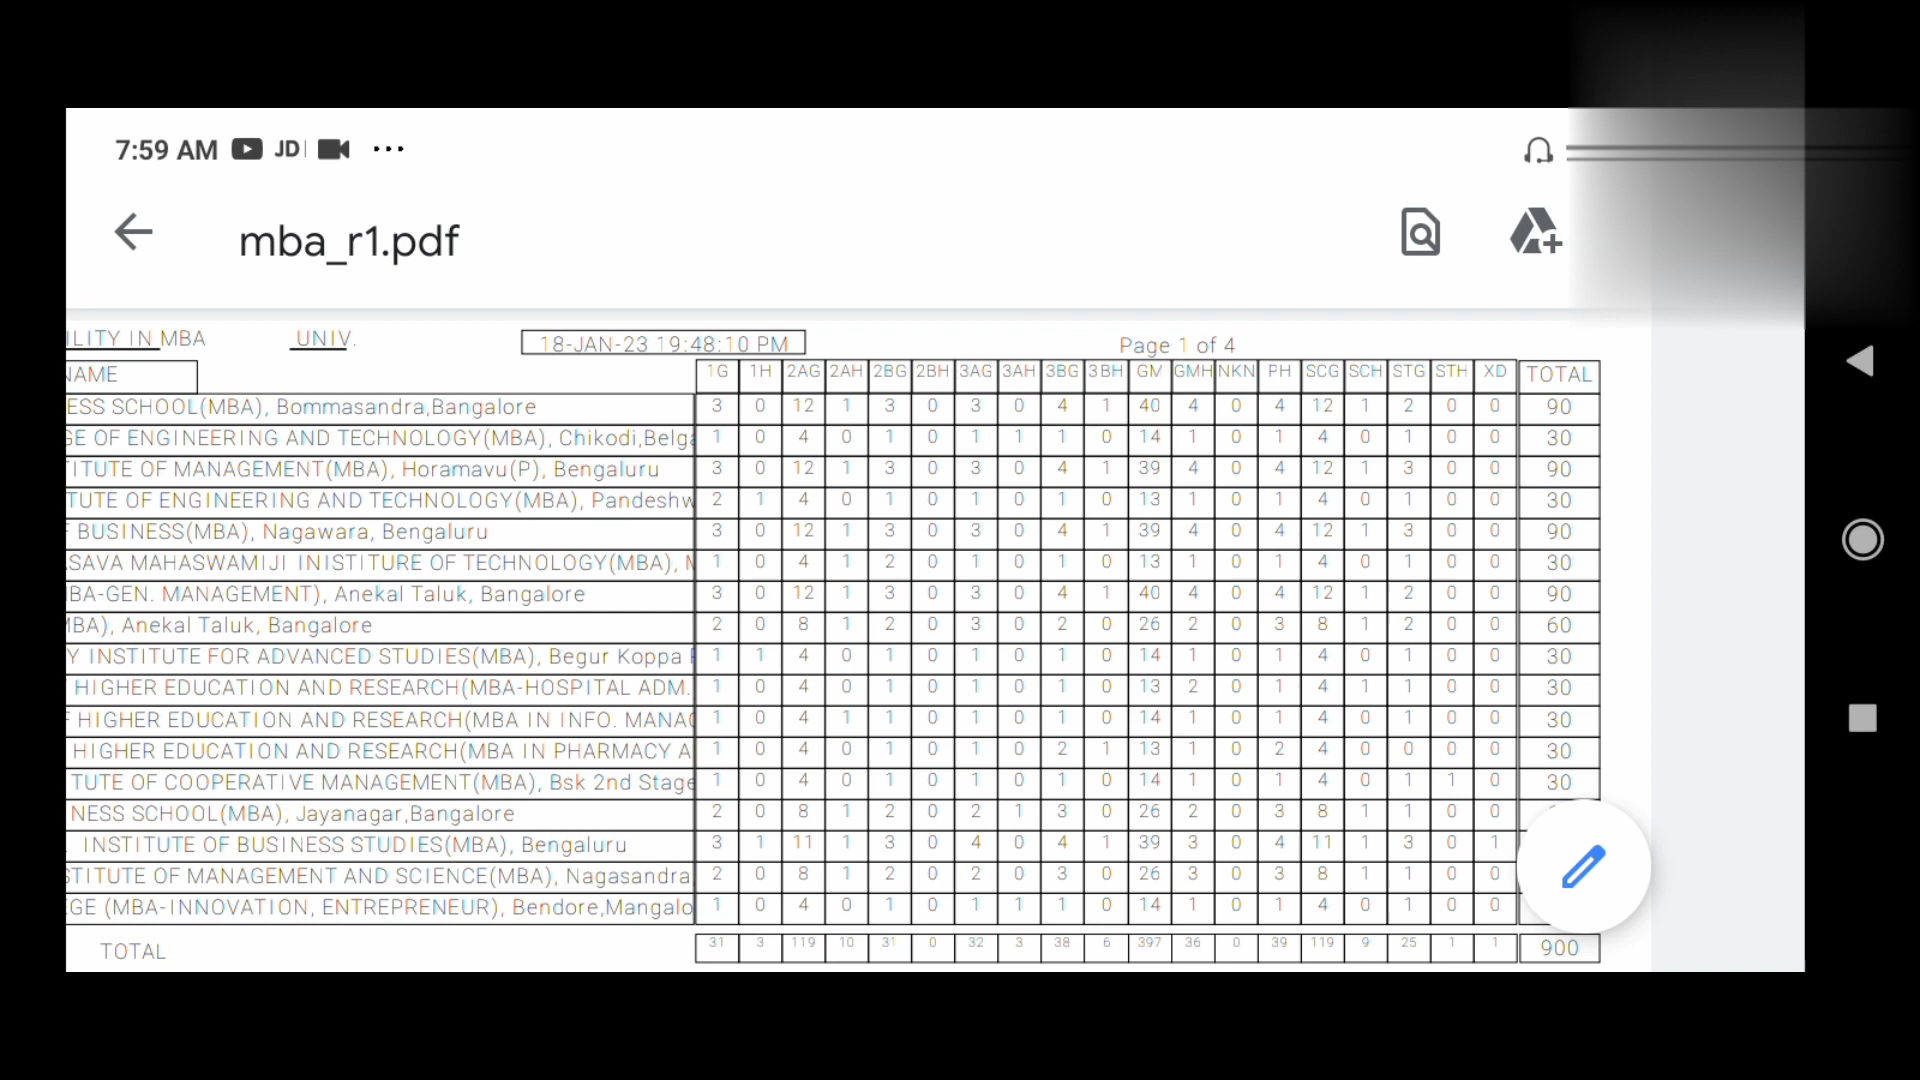 7:59 AM JD
mba_r1.pdf
ILITY IN MBA UNIV. 18-JAN-23 19:48:10 PM Page 1 of 4
NAME 1G 1H 2AG 2AH 2BG 2BH 3AG 3AH 3BG 3BH GM GMH NKN PH SCG SCH STG STH XD TOTAL
ESS SCHOOL(MBA), Bommasandra,Bangalore 3 0 12 1 3 0 3 0 4 1 40 4 0 4 12 1 2 0 0 90
GE OF ENGINEERING AND TECHNOLOGY(MBA), Chikodi,Belga 1 0 4 0 1 0 1 1 1 0 14 1 0 1 4 0 1 0 0 30
TITUTE OF MANAGEMENT(MBA), Horamavu(P), Bengaluru 3 0 12 1 3 0 3 0 4 1 39 4 0 4 12 1 3 0 0 90
TUTE OF ENGINEERING AND TECHNOLOGY(MBA), Pandeshw 2 1 4 0 1 0 1 0 1 0 13 1 0 1 4 0 1 0 0 30
F BUSINESS(MBA), Nagawara, Bengaluru 3 0 12 1 3 0 3 0 4 1 39 4 0 4 12 1 3 0 0 90
ASAVA MAHASWAMIJI INISTITURE OF TECHNOLOGY(MBA), M 1 0 4 1 2 0 1 0 1 0 13 1 0 1 4 0 1 0 0 30
MBA-GEN. MANAGEMENT), Anekal Taluk, Bangalore 3 0 12 1 3 0 3 0 4 1 40 4 0 4 12 1 2 0 0 90
MBA), Anekal Taluk, Bangalore 2 0 8 1 2 0 3 0 2 0 26 2 0 3 8 1 2 0 0 60
Y INSTITUTE FOR ADVANCED STUDIES(MBA), Begur Koppa 1 1 4 0 1 0 1 0 1 0 14 1 0 1 4 0 1 0 0 30
HIGHER EDUCATION AND RESEARCH(MBA-HOSPITAL ADM. 1 0 4 0 1 0 1 0 1 0 13 2 0 1 4 1 1 0 0 30
F HIGHER EDUCATION AND RESEARCH(MBA IN INFO. MANAG 1 0 4 1 1 0 1 0 1 0 14 1 0 1 4 0 1 0 0 30
HIGHER EDUCATION AND RESEARCH(MBA IN PHARMACY A 1 0 4 0 1 0 1 0 2 1 13 1 0 2 4 0 0 0 0 30
TUTE OF COOPERATIVE MANAGEMENT(MBA), Bsk 2nd Stage 1 0 4 0 1 0 1 0 1 0 14 1 0 1 4 0 1 1 0 30
NESS SCHOOL(MBA), Jayanagar,Bangalore 2 0 8 1 2 0 2 1 3 0 26 2 0 3 8 1 1 0 0
INSTITUTE OF BUSINESS STUDIES(MBA), Bengaluru 3 1 11 1 3 0 4 0 4 1 39 3 0 4 11 1 3 0 1
STITUTE OF MANAGEMENT AND SCIENCE(MBA), Nagasandra, 2 0 8 1 2 0 2 0 3 0 26 3 0 3 8 1 1 0 0
EGE (MBA-INNOVATION, ENTREPRENEUR), Bendore,Mangalo 1 0 4 0 1 0 1 1 1 0 14 1 0 1 4 0 1 0 0
TOTAL 31 3 119 10 31 0 32 3 38 6 397 36 0 39 119 9 25 1 1 900